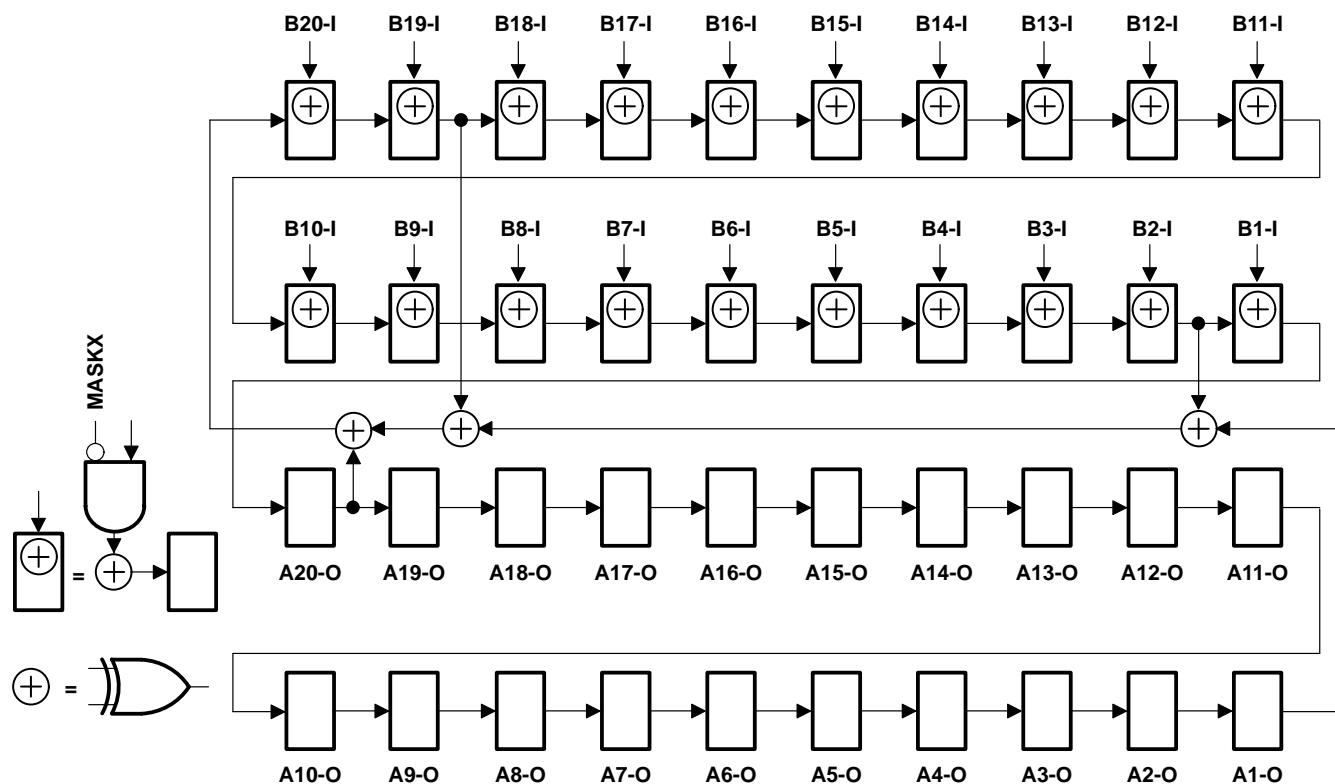 B20-I B19-I B18-I B17-I B16-I B15-I B14-I B13-I B12-I B11-I
B10-I B9-I B8-I B7-I B6-I B5-I B4-I B3-I B2-I B1-I
MASKX
A20-O A19-O A18-O A17-O A16-O A15-O A14-O A13-O A12-O A11-O
=
=
A10-O A9-O A8-O A7-O A6-O A5-O A4-O A3-O A2-O A1-O